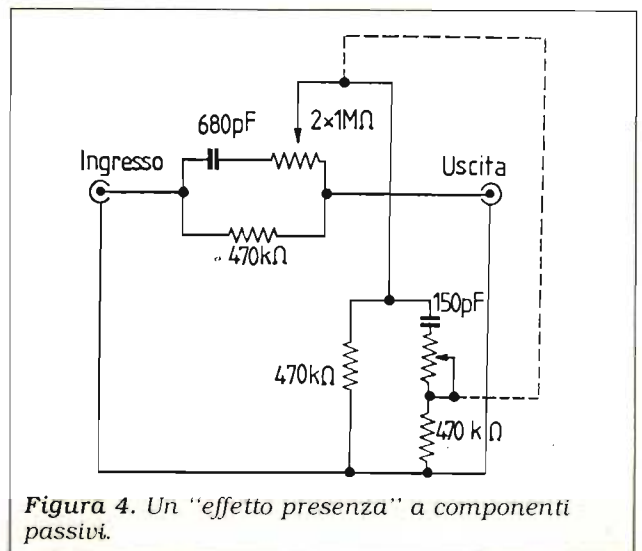 680pF
2×1MΩ
Ingresso
Uscita
470kΩ
150pF
470kΩ
470 kΩ
Figura 4. Un "effetto presenza" a componenti
passivi.